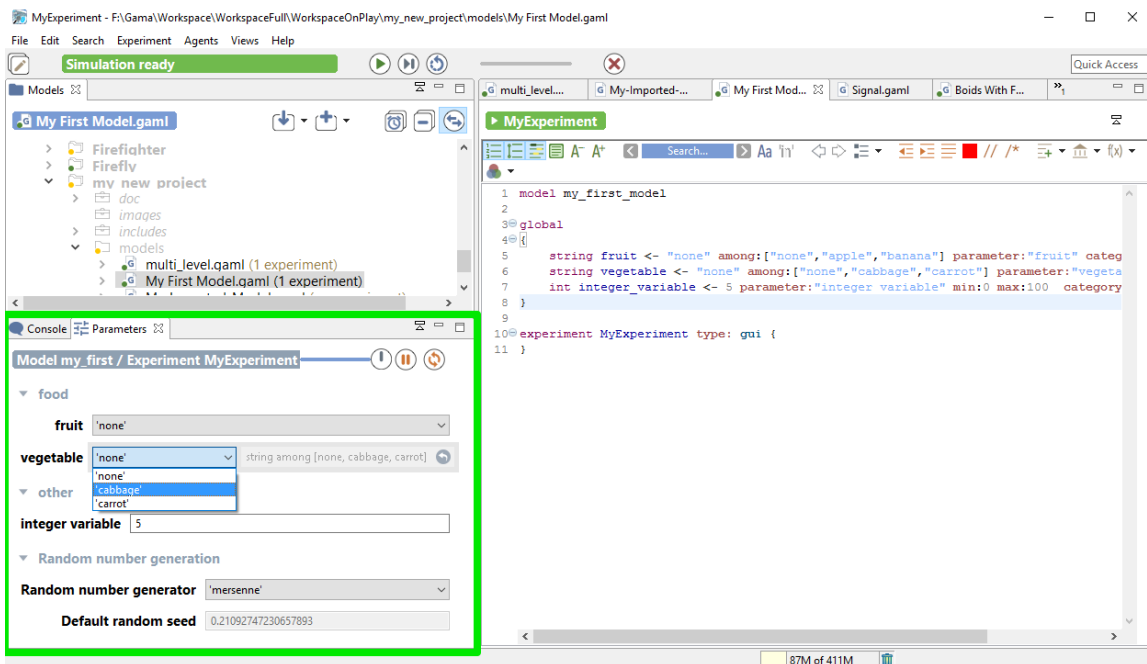 MyExperiment - F:\Gama\Workspace\WorkspaceFull\WorkspaceOnPlay\my_new_project\models\My First Model.gaml
File Edit Search Experiment Agents Views Help
Simulation ready
Quick Access
Models
My First Model.gaml
Firefighter
Firefly
my new project
doc
images
includes
models
multi_level.gaml (1 experiment)
My First Model.gaml (1 experiment)
Console Parameters
Model my_first / Experiment MyExperiment
food
fruit 'none'
vegetable 'none' string among [none, cabbage, carrot]
'none'
'cabbage'
'carrot'
other
integer variable 5
Random number generation
Random number generator 'mersenne'
Default random seed 0.21092747230657893
multi_level.... My-Imported-... My First Mod... Signal.gaml Boids With F... »1
MyExperiment
A- A+ Search... Aa 'in' // /* f(x)
1 model my_first_model
2
3 global
4 {
5 string fruit <- "none" among:["none","apple","banana"] parameter:"fruit" categ
6 string vegetable <- "none" among:["none","cabbage","carrot"] parameter:"vegeta
7 int integer_variable <- 5 parameter:"integer variable" min:0 max:100 category
8 }
9
10 experiment MyExperiment type: gui {
11 }
87M of 411M